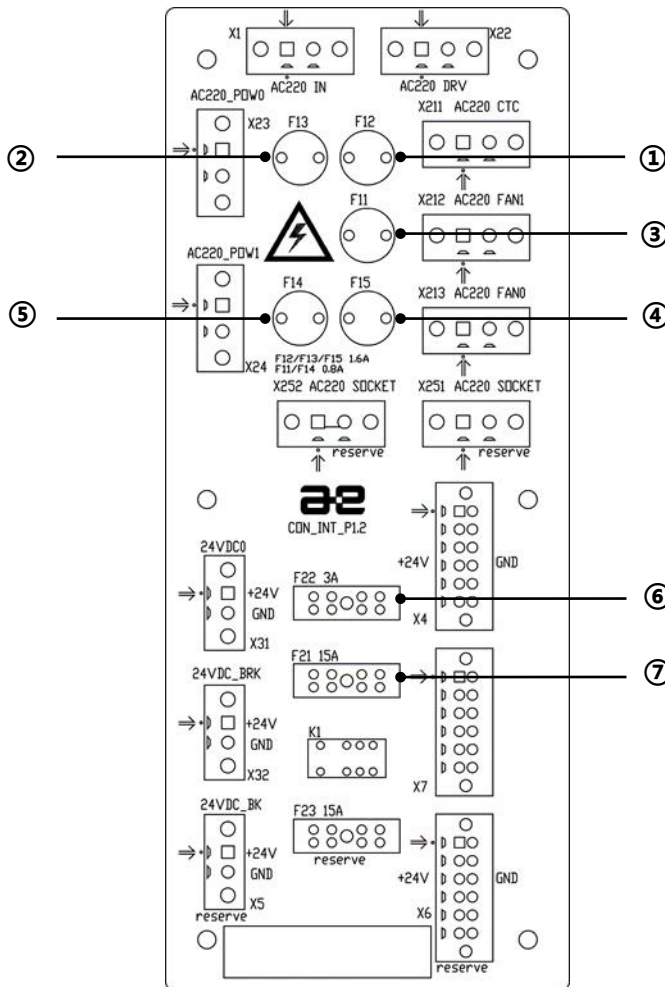 X1
X22
AC220 IN
AC220 DRV
AC220_POW0
X23
F13
F12
X211 AC220 CTC
②
①
F11
X212 AC220 FAN1
③
AC220_POW1
F14
F15
X213 AC220 FAN0
⑤
④
X24
F12/F13/F15 1.6A
F11/F14 0.8A
X252 AC220 SOCKET
X251 AC220 SOCKET
reserve
reserve
ae
CON_INT_P1.2
24VDC0
+24V
GND
X31
+24V
GND
X4
F22 3A
⑥
F21 15A
⑦
24VDC_BRK
+24V
GND
X32
K1
X7
24VDC_BK
F23 15A
+24V
GND
X5
reserve
reserve
+24V
GND
X6
reserve